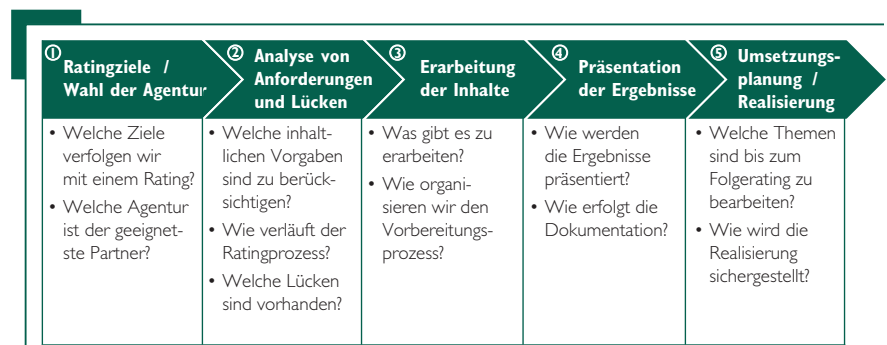 ①
Ratingziele /
Wahl der Agentur
②
Analyse von
Anforderungen
und Lücken
③
Erarbeitung
der Inhalte
④
Präsentation
der Ergebnisse
⑤
Umsetzungs-
planung /
Realisierung
• Welche Ziele
verfolgen wir
mit einem Rating?
• Welche Agentur
ist der geeignet-
ste Partner?
• Welche inhalt-
lichen Vorgaben
sind zu berück-
sichtigen?
• Wie verläuft der
Ratingprozess?
• Welche Lücken
sind vorhanden?
• Was gibt es zu
erarbeiten?
• Wie organi-
sieren wir den
Vorbereitungs-
prozess?
• Wie werden
die Ergebnisse
präsentiert?
• Wie erfolgt die
Dokumentation?
• Welche Themen
sind bis zum
Folgerating zu
bearbeiten?
• Wie wird die
Realisierung
sichergestellt?